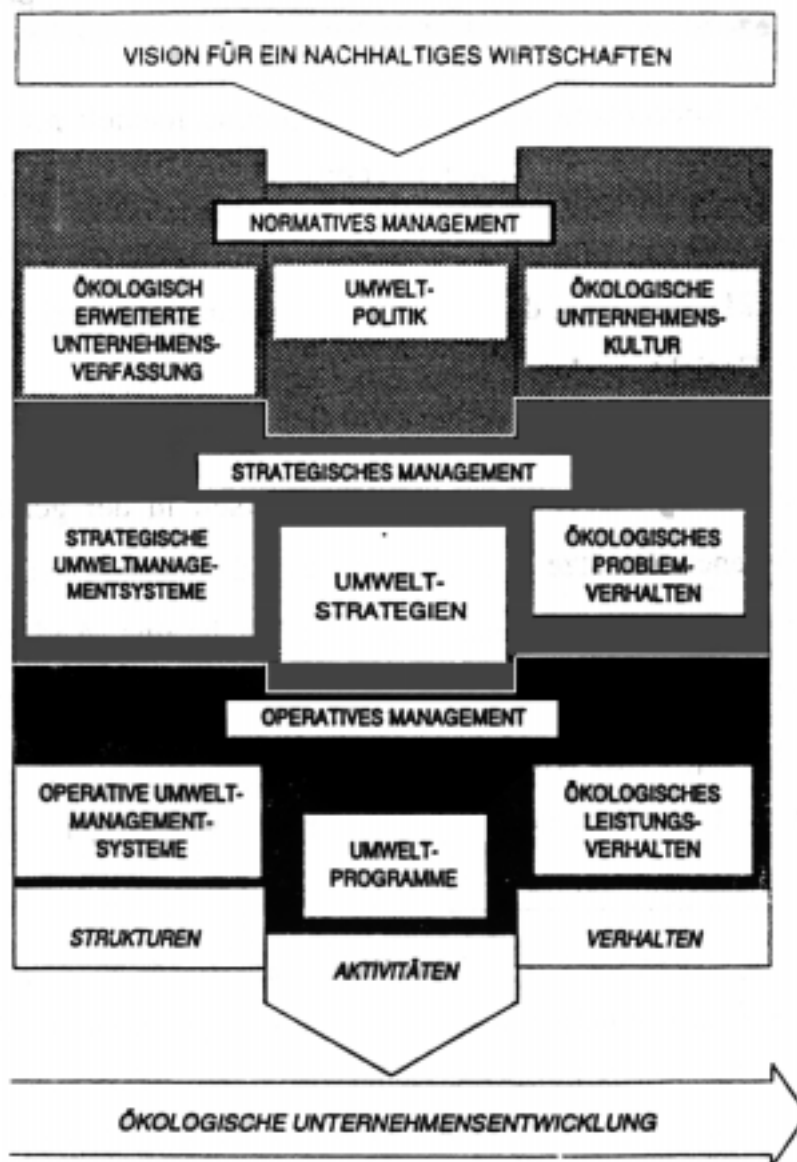 VISION FÜR EIN NACHHALTIGES WIRTSCHAFTEN
NORMATIVES MANAGEMENT
ÖKOLOGISCH
ERWEITERTE
UNTERNEHMENS-
VERFASSUNG
UMWELT-
POLITIK
ÖKOLOGISCHE
UNTERNEHMENS-
KULTUR
STRATEGISCHES MANAGEMENT
STRATEGISCHE
UMWELTMANAGE-
MENTSYSTEME
UMWELT-
STRATEGIEN
ÖKOLOGISCHES
PROBLEM-
VERHALTEN
OPERATIVES MANAGEMENT
OPERATIVE UMWELT-
MANAGEMENT-
SYSTEME
UMWELT-
PROGRAMME
ÖKOLOGISCHES
LEISTUNGS-
VERHALTEN
STRUKTUREN
AKTIVITÄTEN
VERHALTEN
ÖKOLOGISCHE UNTERNEHMENSENTWICKLUNG